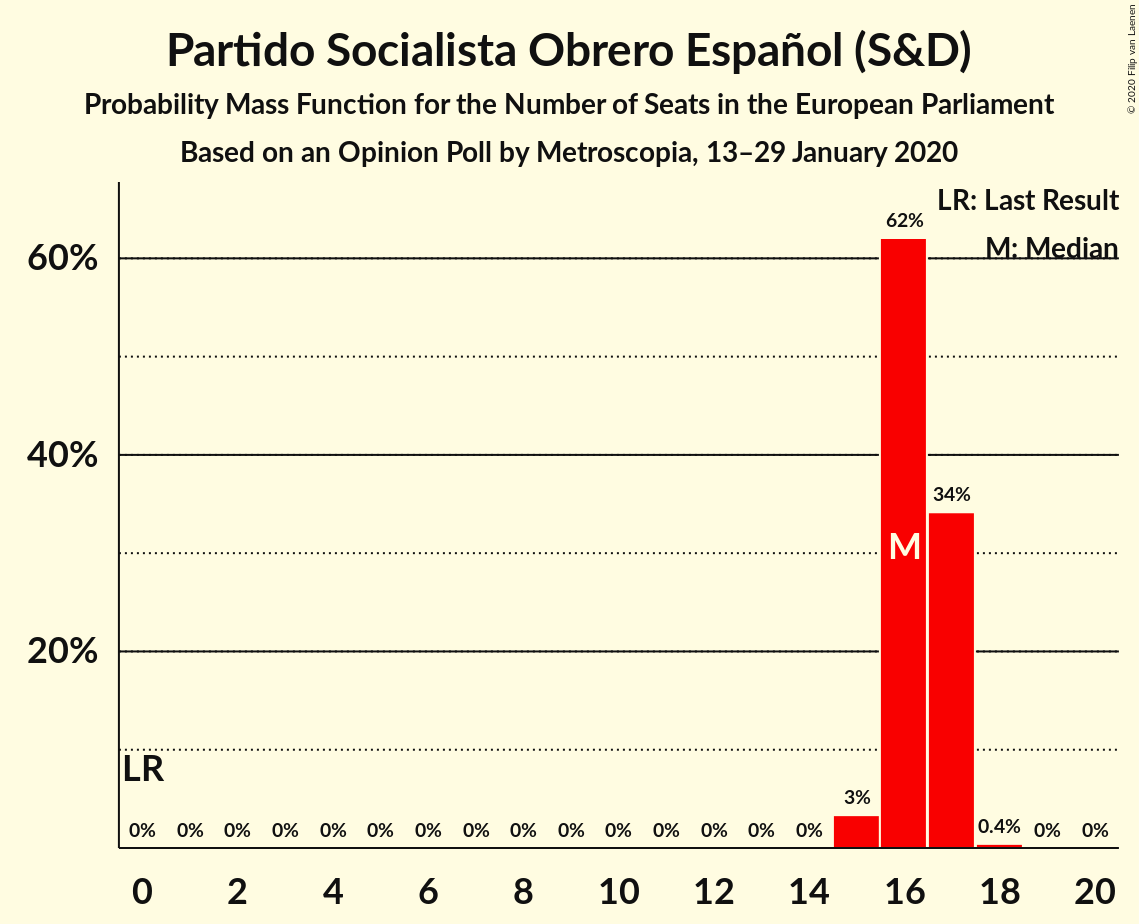 Partido Socialista Obrero Español (S&D)
Probability Mass Function for the Number of Seats in the European Parliament
Based on an Opinion Poll by Metroscopia, 13–29 January 2020
© 2020 Filip van Laenen
LR: Last Result
M: Median
62%
60%
40%
34%
M
20%
LR
3%
0% 0% 0% 0% 0% 0% 0% 0% 0% 0% 0% 0% 0% 0% 0% 0.4% 0% 0%
0 2 4 6 8 10 12 14 16 18 20